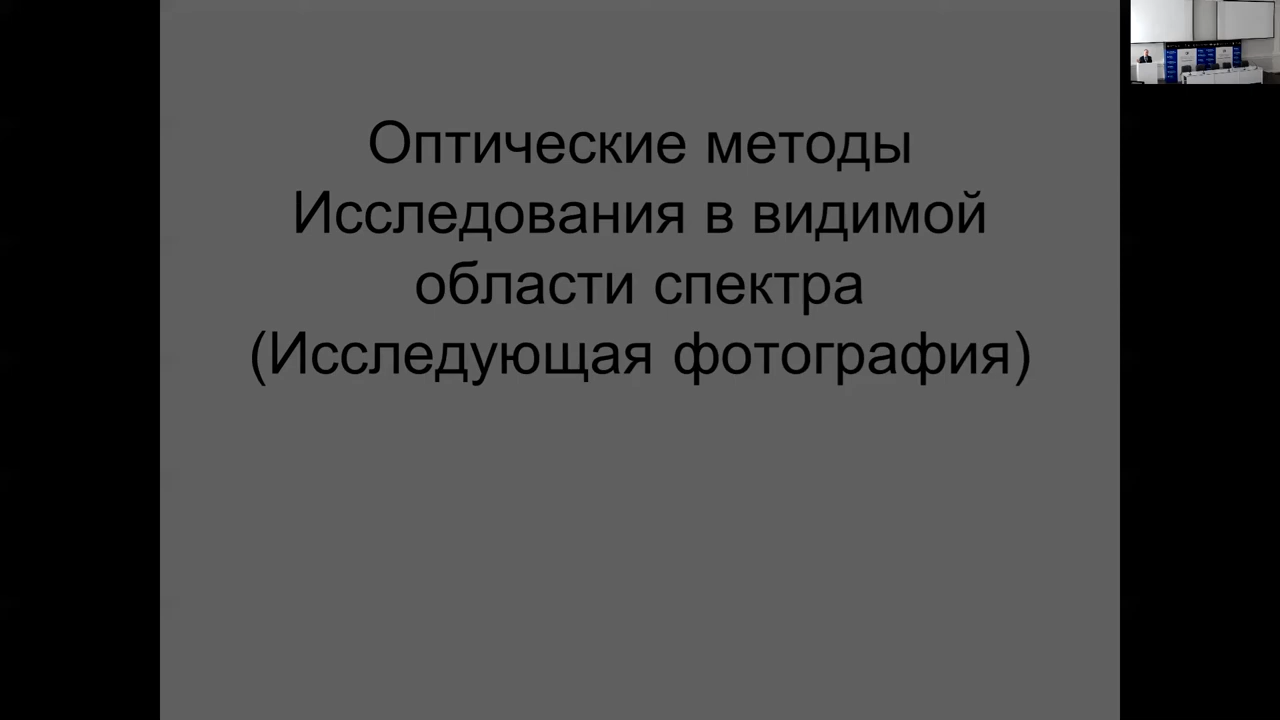 Оптические методы
Исследования в видимой
области спектра
(Исследующая фотография)